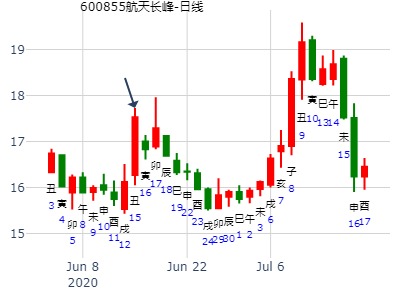 600855航天长峰-日线
19
18
17
16
15
丑
3
寅
4
卯
5
午
8
未
9
申
10
酉
11
戌
12
丑
15
寅
16
卯
17
辰
18
巳
19
申
22
酉
23
戌
24
卯
29
辰
30
巳
1
午
2
未
3
戌
6
亥
7
子
8
丑
9
寅
10
巳
13
午
14
未
15
申
16
酉
17
Jun 8
2020
Jun 22
Jul 6